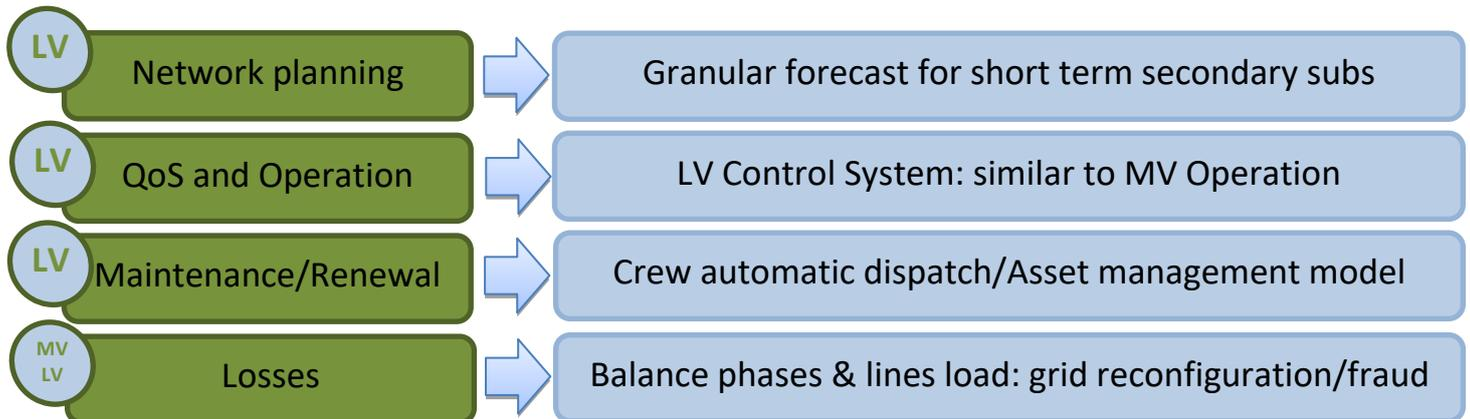 LV
Network planning
Granular forecast for short term secondary subs
LV
QoS and Operation
LV Control System: similar to MV Operation
LV
Maintenance/Renewal
Crew automatic dispatch/Asset management model
MV
LV
Losses
Balance phases & lines load: grid reconfiguration/fraud